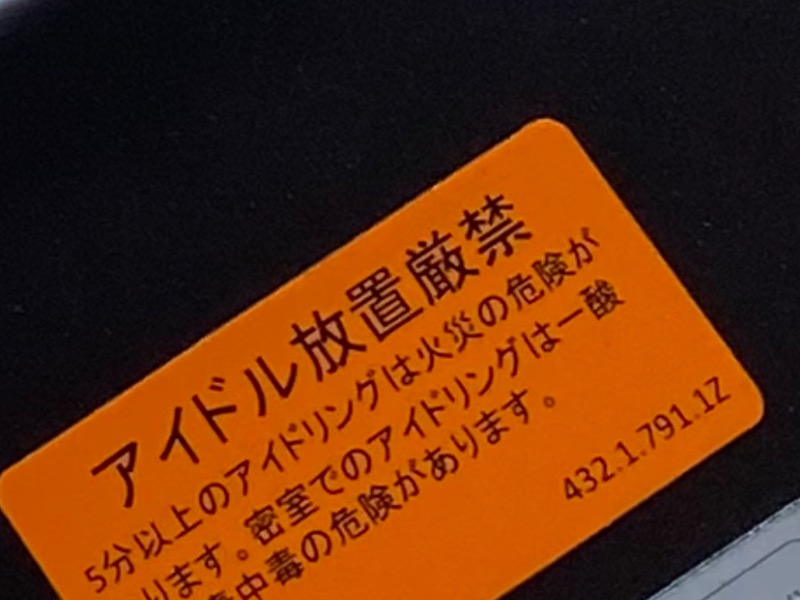 アイドル放置厳禁
5分以上のアイドリングは火災の危険が
ります。密室でのアイドリングは一酸
中毒の危険があります。
432.1.791.1Z